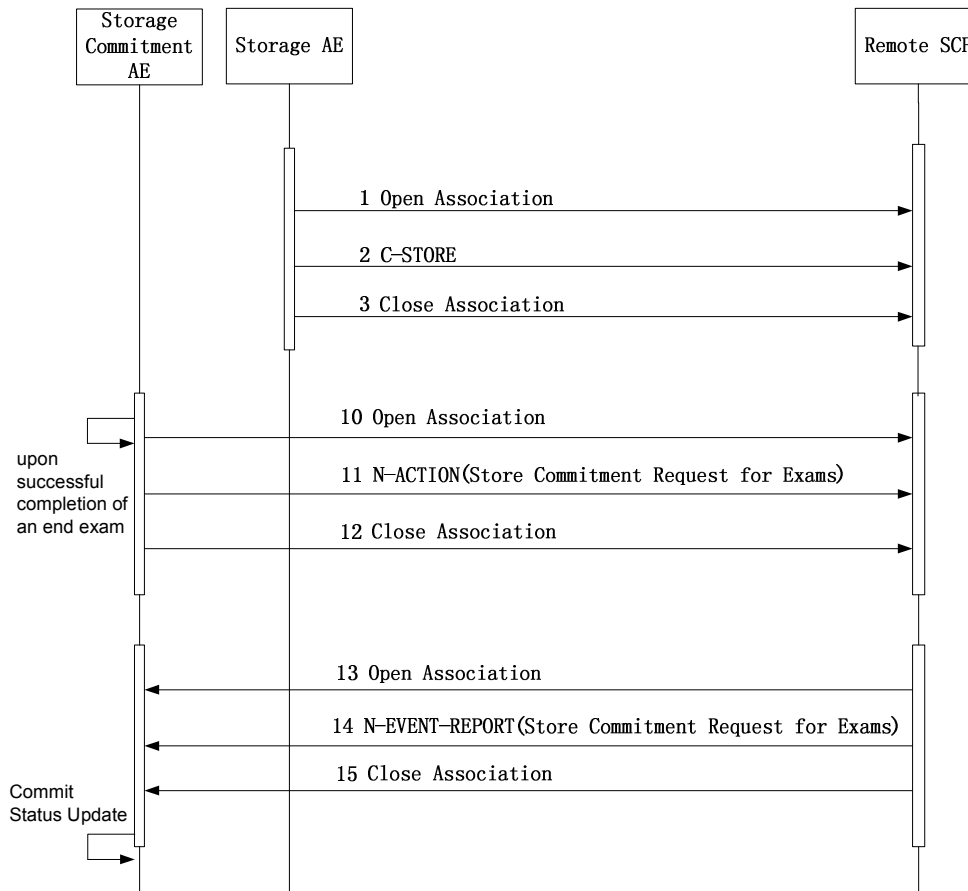 Storage
Commitment
AE
Storage AE
Remote SCP
1 Open Association
2 C-STORE
3 Close Association
10 Open Association
upon
successful
completion of
an end exam
11 N-ACTION(Store Commitment Request for Exams)
12 Close Association
13 Open Association
14 N-EVENT-REPORT(Store Commitment Request for Exams)
15 Close Association
Commit
Status Update